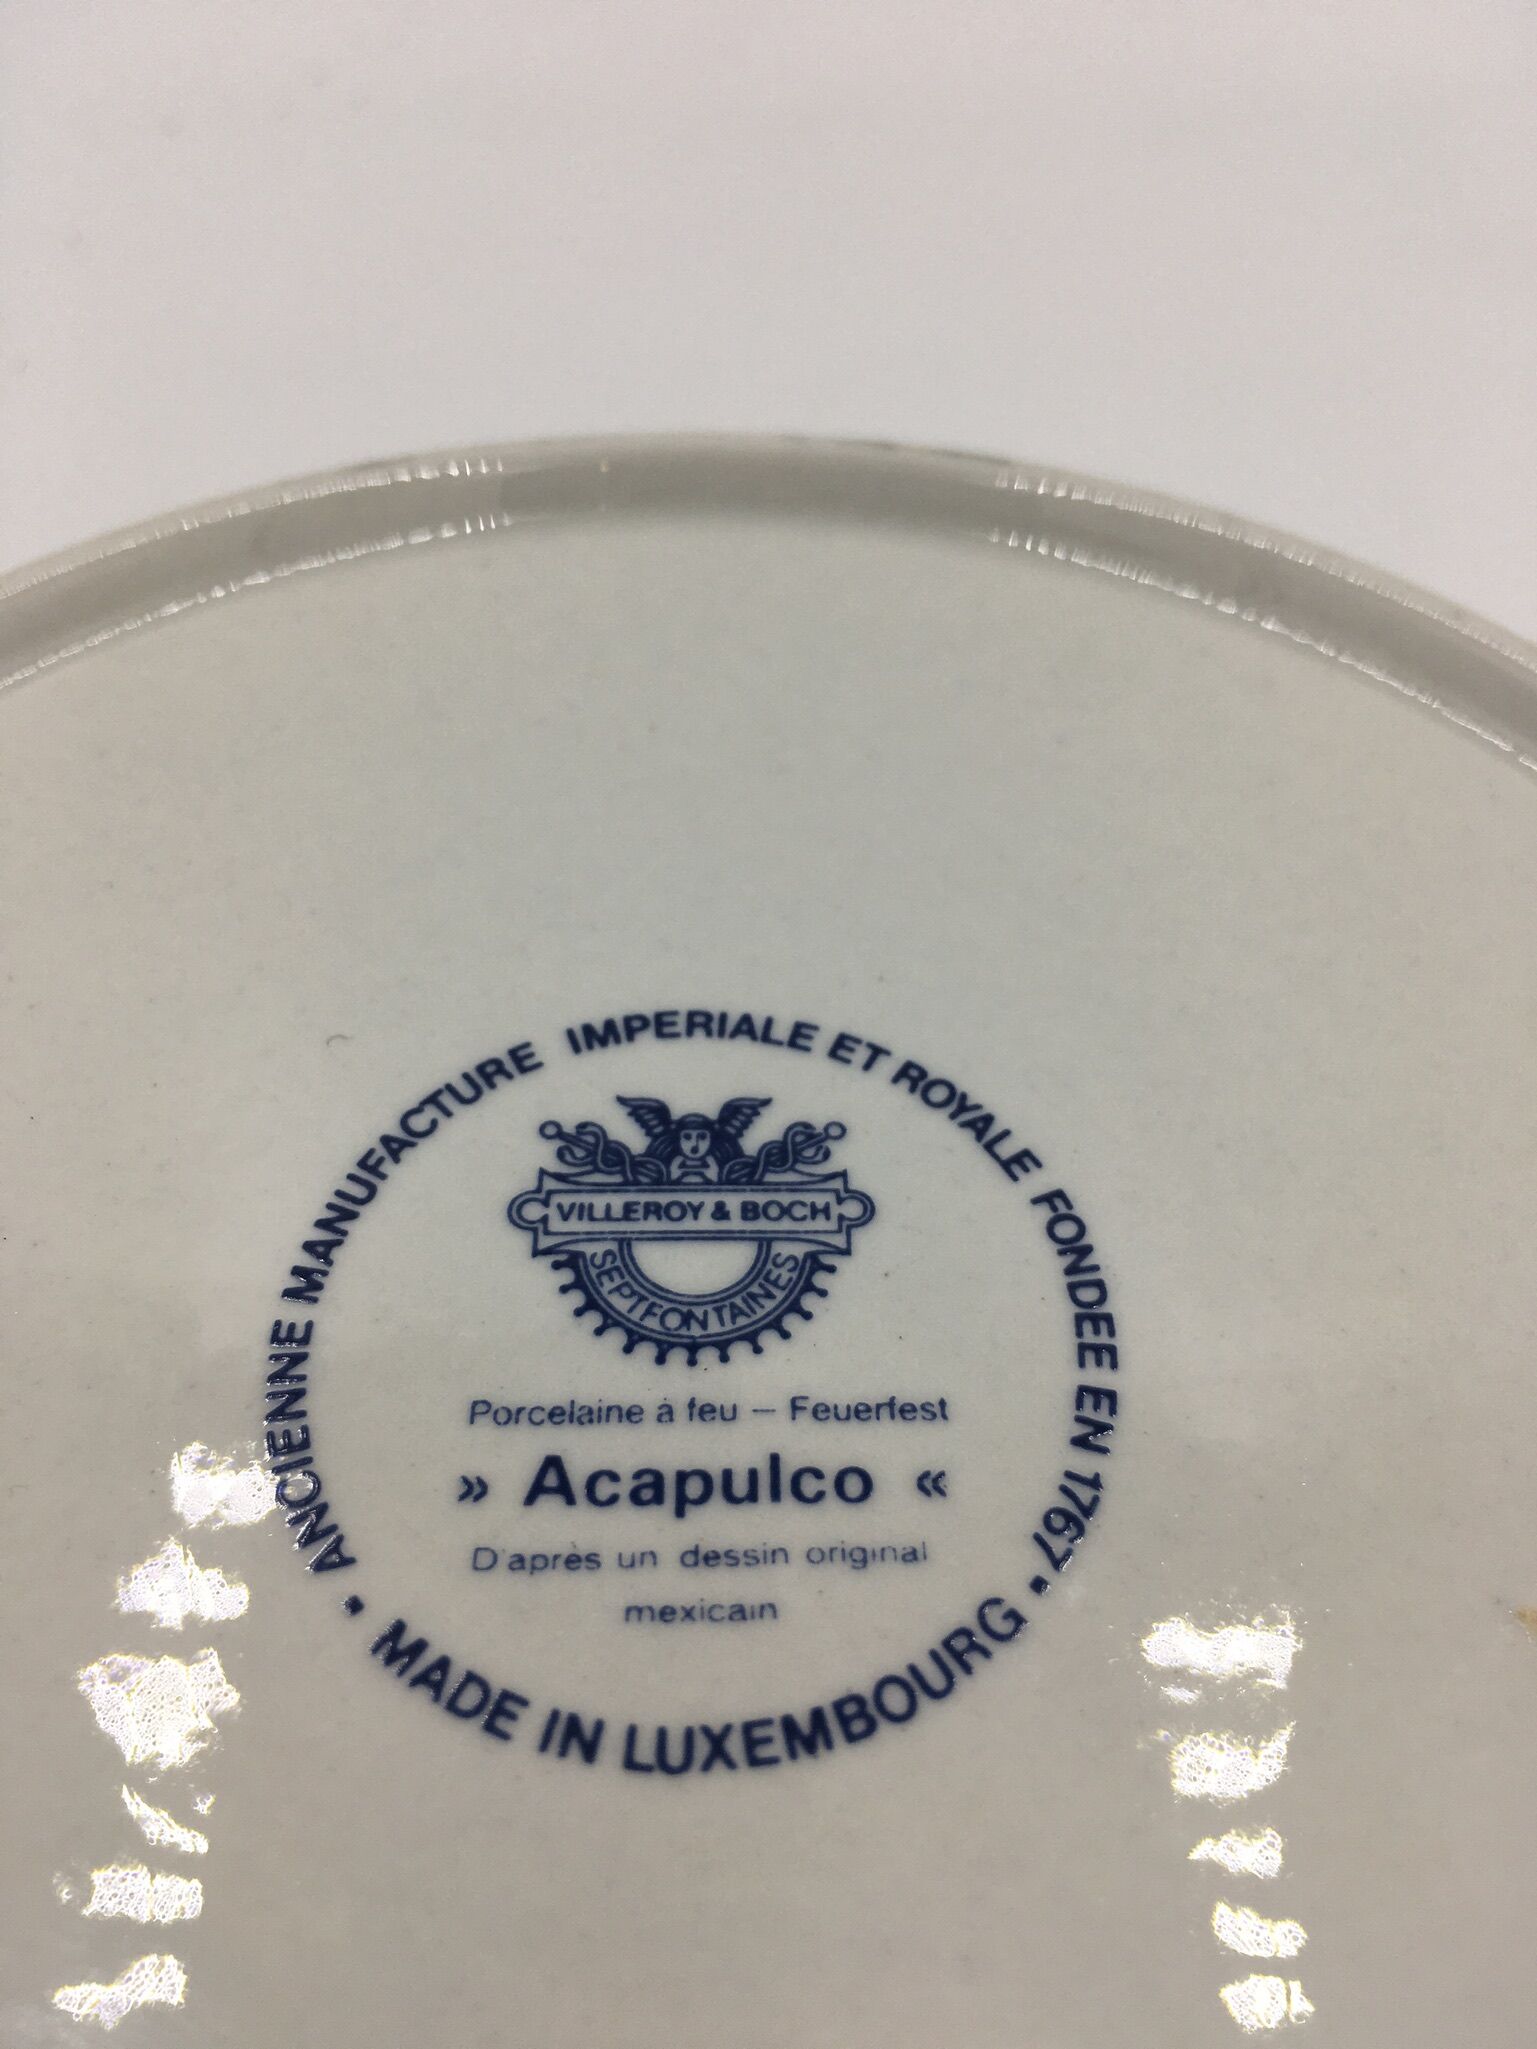 ANCIENNE MANUFACTURE IMPERIALE ET ROYALE FONDEE EN 1767 •
VILLEROY & BOCH
SEPTFONTAINES
Porcelaine à feu – Feuerfest
» Acapulco «
D'après un dessin original
mexicain
• MADE IN LUXEMBOURG